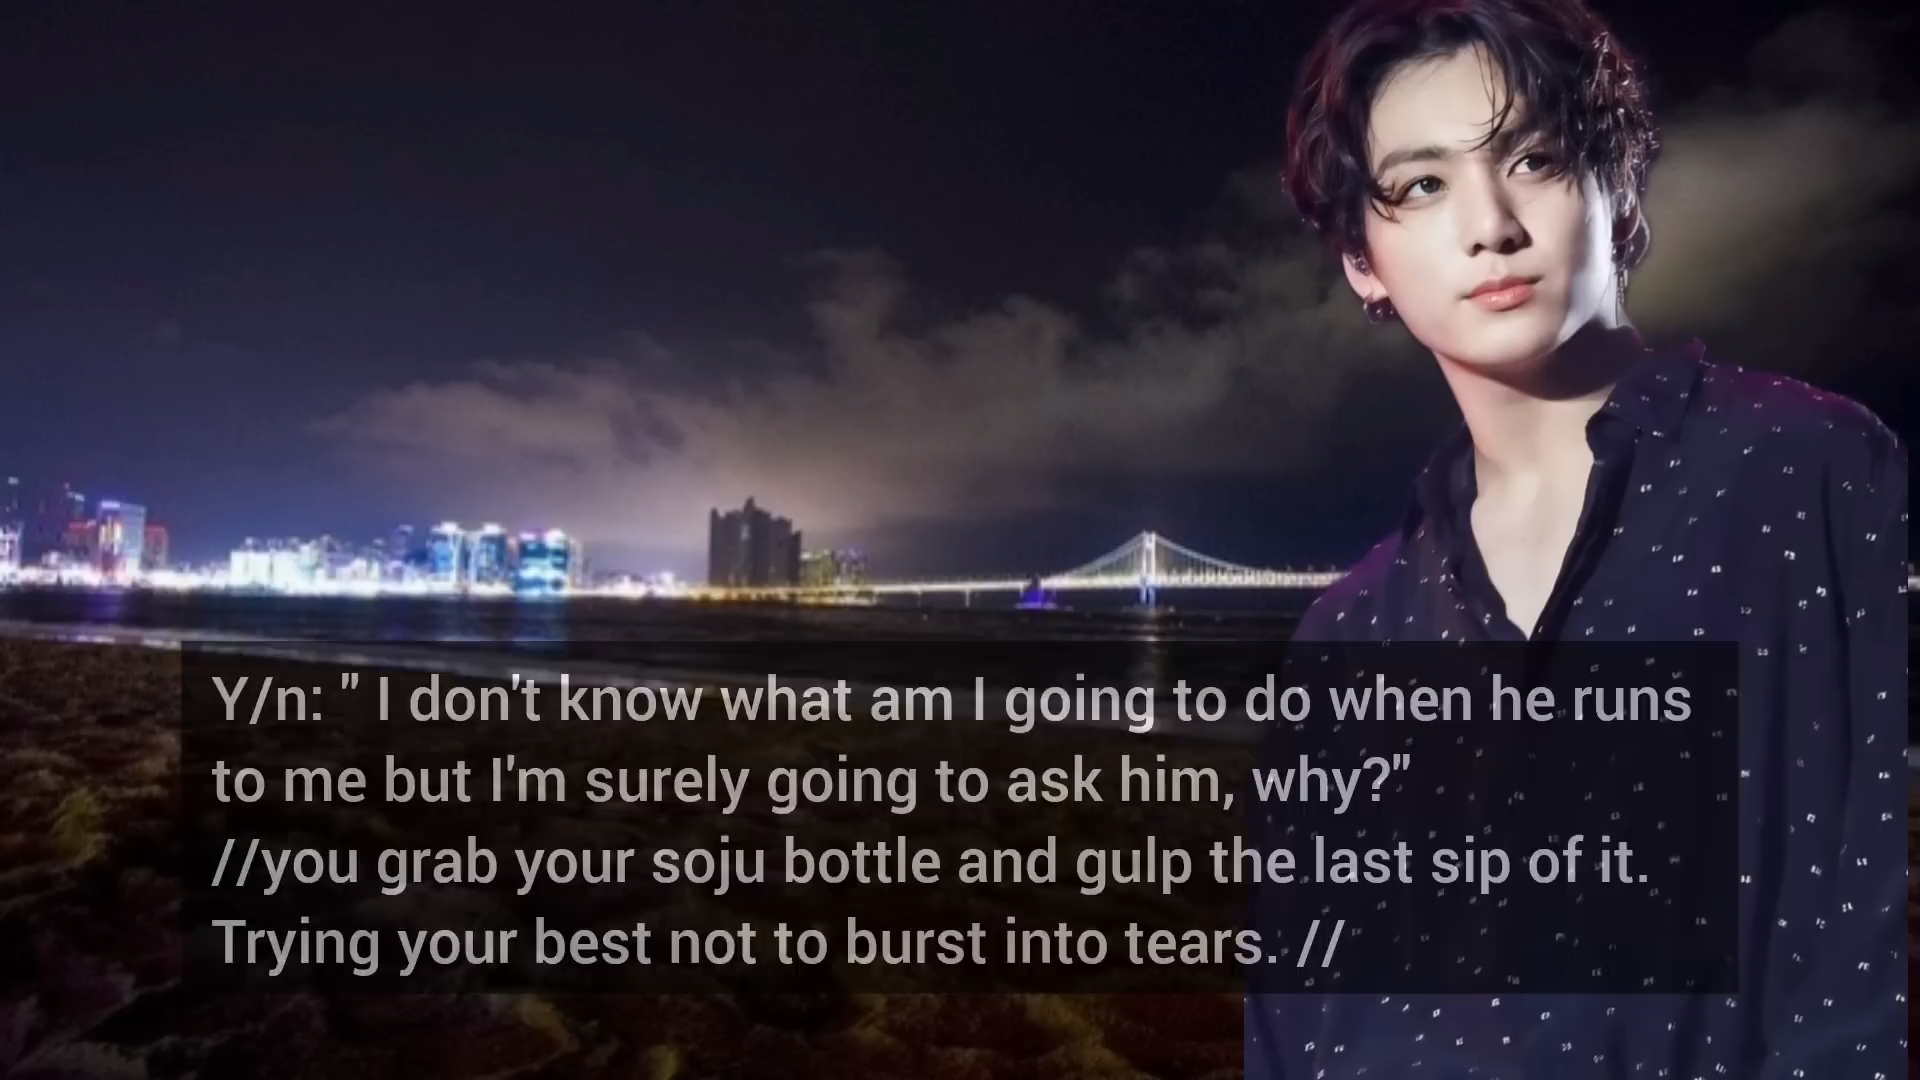 Y/n: " I don't know what am I going to do when he runs
to me but I'm surely going to ask him, why?"
//you grab your soju bottle and gulp the last sip of it.
Trying your best not to burst into tears. //